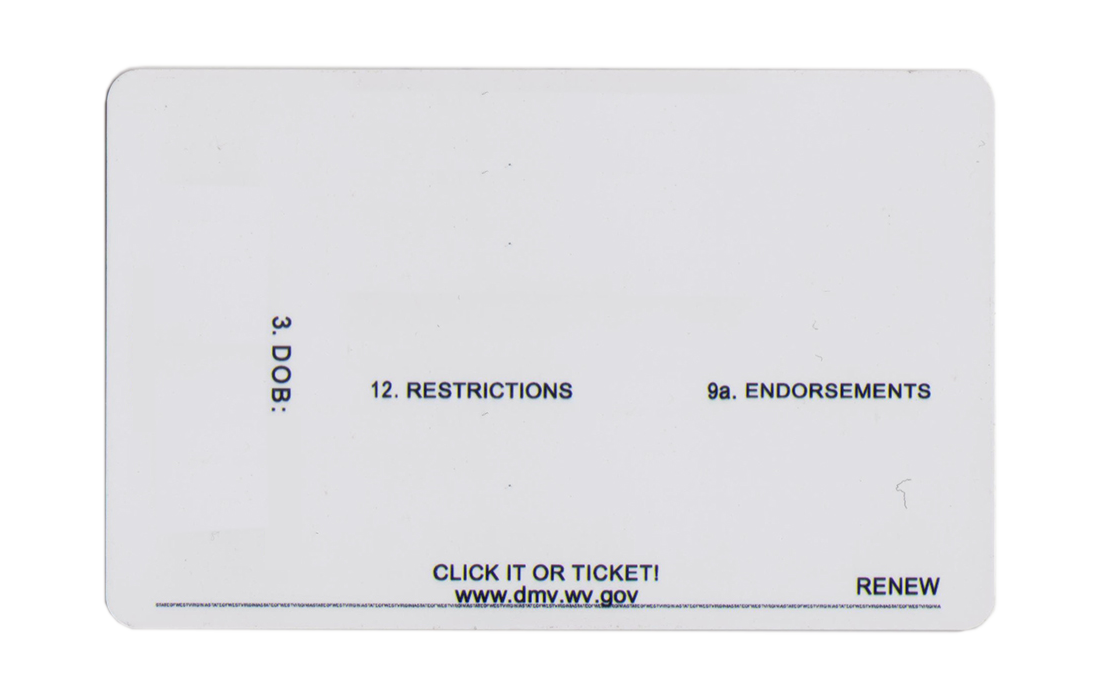 3. DOB:
12. RESTRICTIONS
9a. ENDORSEMENTS
CLICK IT OR TICKET!
www.dmv.wv.gov
RENEW